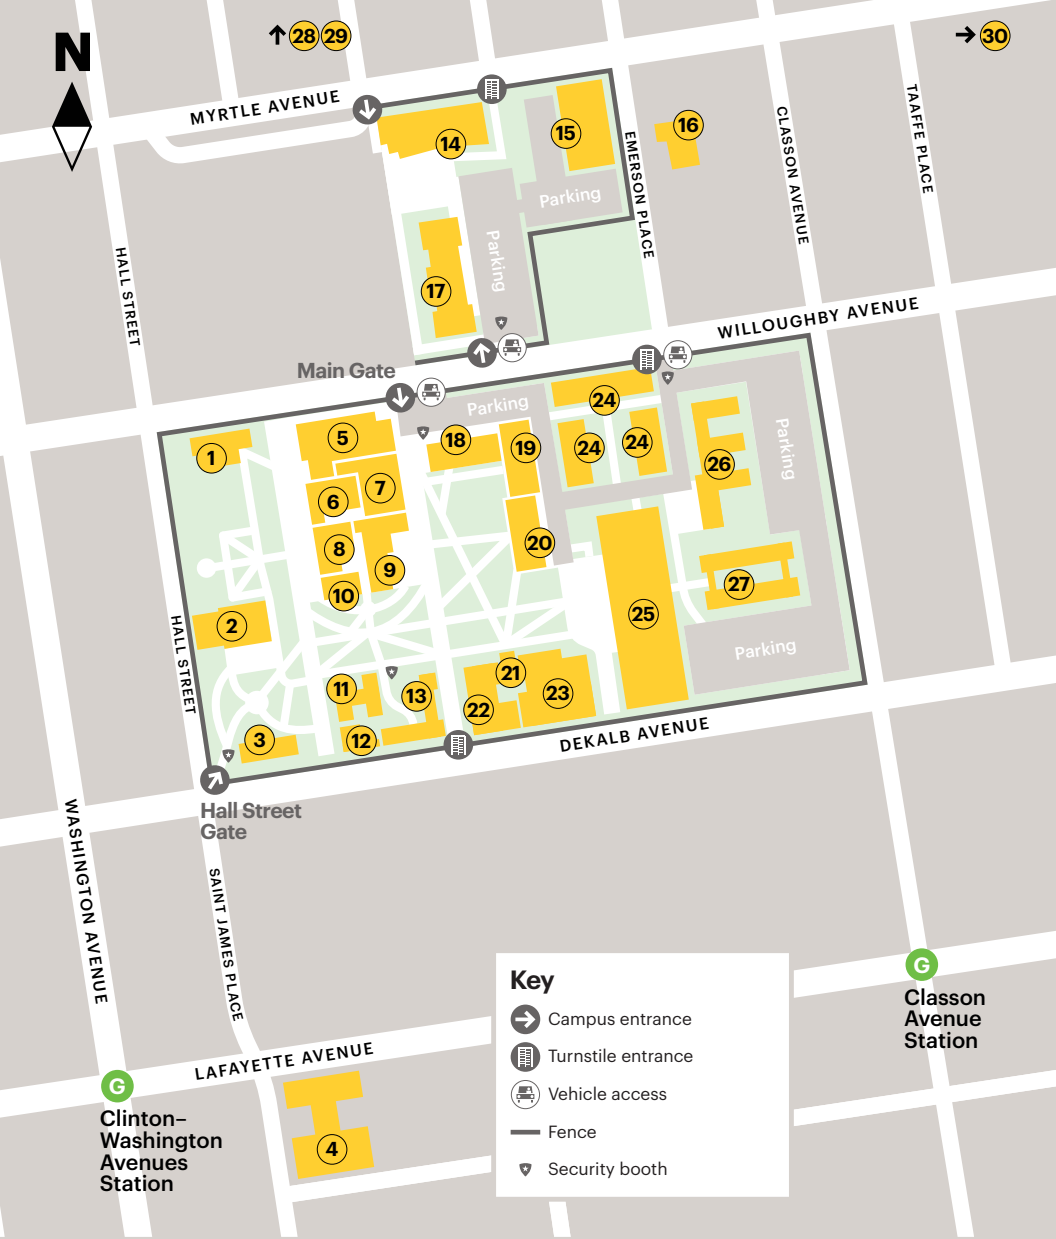 28 29
30
N
MYRTLE AVENUE
14
15
16
EMERSON PLACE
CLASSON AVENUE
TAAFFE PLACE
Parking
Parking
HALL STREET
17
WILLOUGHBY AVENUE
Main Gate
Parking
1
5
18
19
24
24
24
26
Parking
6
7
8
9
10
20
27
25
2
HALL STREET
Parking
11
13
21
22
23
3
12
DEKALB AVENUE
Hall Street
Gate
WASHINGTON AVENUE
SAINT JAMES PLACE
G
Classon
Avenue
Station
LAFAYETTE AVENUE
G
Clinton–
Washington
Avenues
Station
4
Key
Campus entrance
Turnstile entrance
Vehicle access
Fence
Security booth